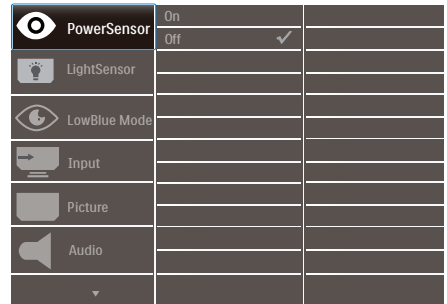 PowerSensor
On
Off
LightSensor
LowBlue Mode
Input
Picture
Audio